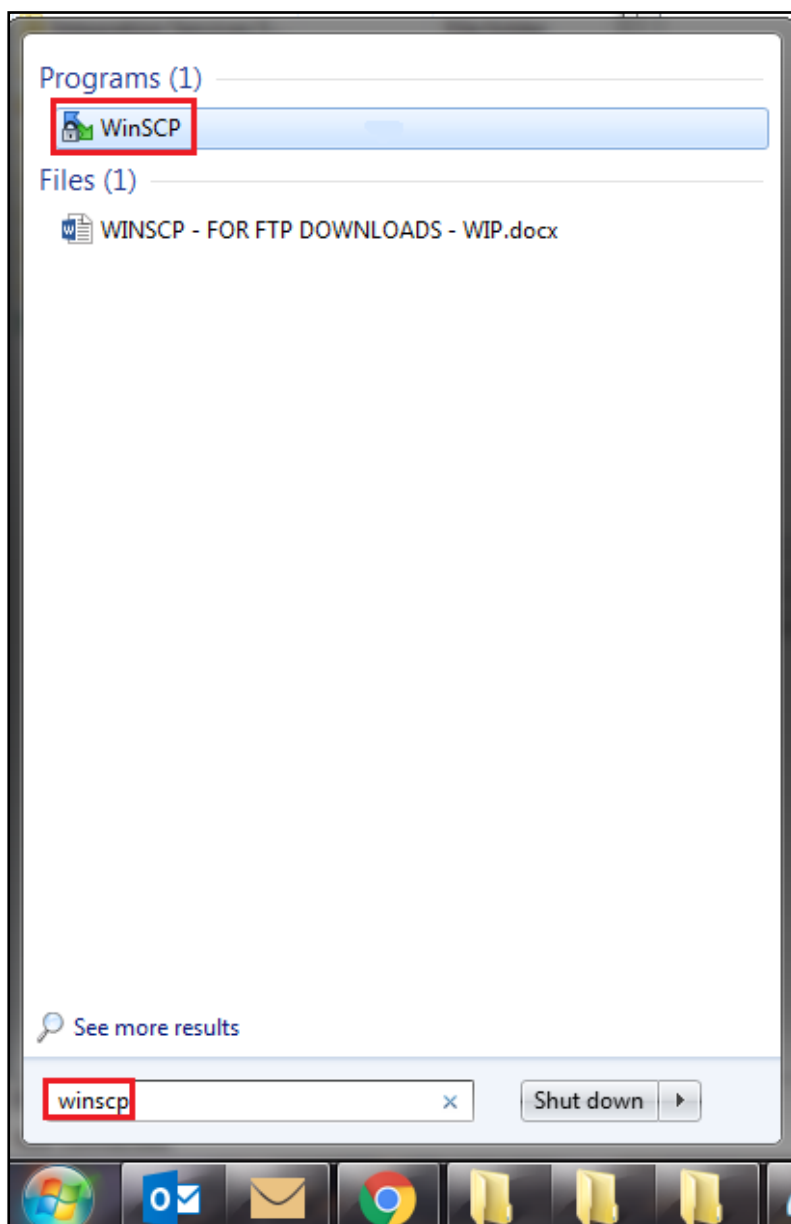 Programs (1)
WinSCP
Files (1)
WINSCP - FOR FTP DOWNLOADS - WIP.docx
See more results
winscp
Shut down